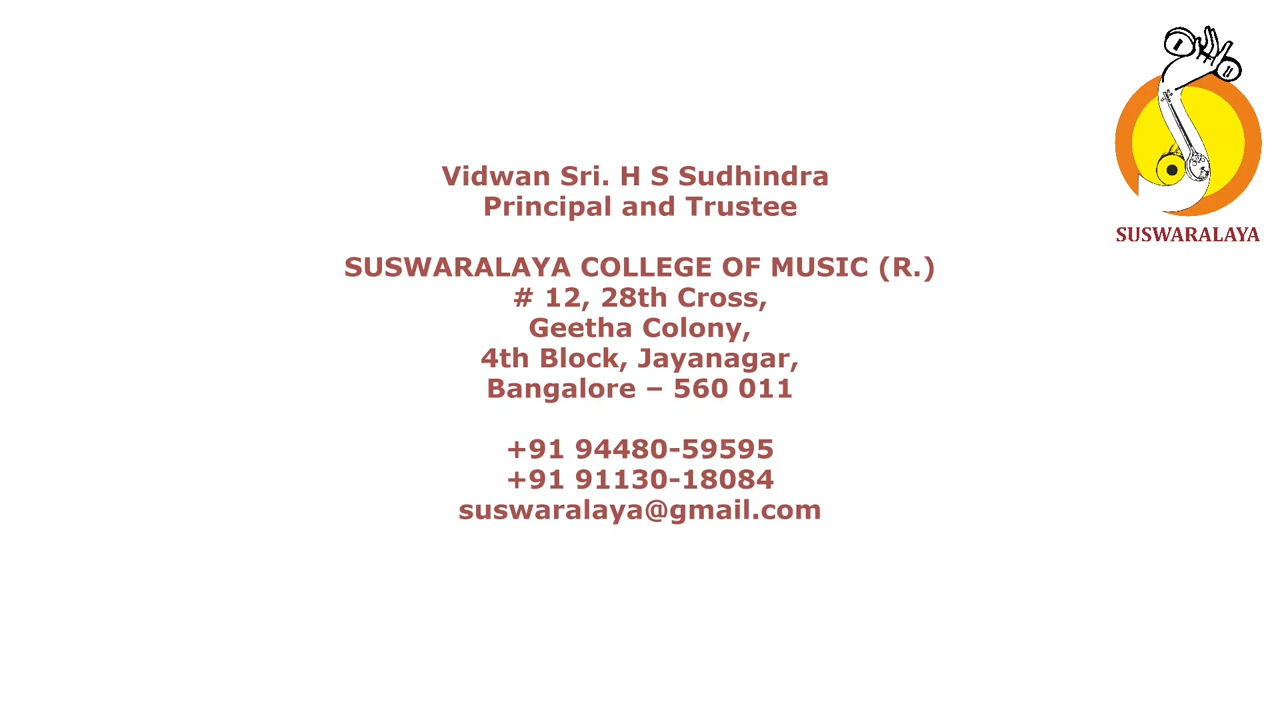 Vidwan Sri. H S Sudhindra
Principal and Trustee
SUSWARALAYA COLLEGE OF MUSIC (R.)
# 12, 28th Cross,
Geetha Colony,
4th Block, Jayanagar,
Bangalore – 560 011
+91 94480-59595
+91 91130-18084
suswaralaya@gmail.com
SUSWARALAYA